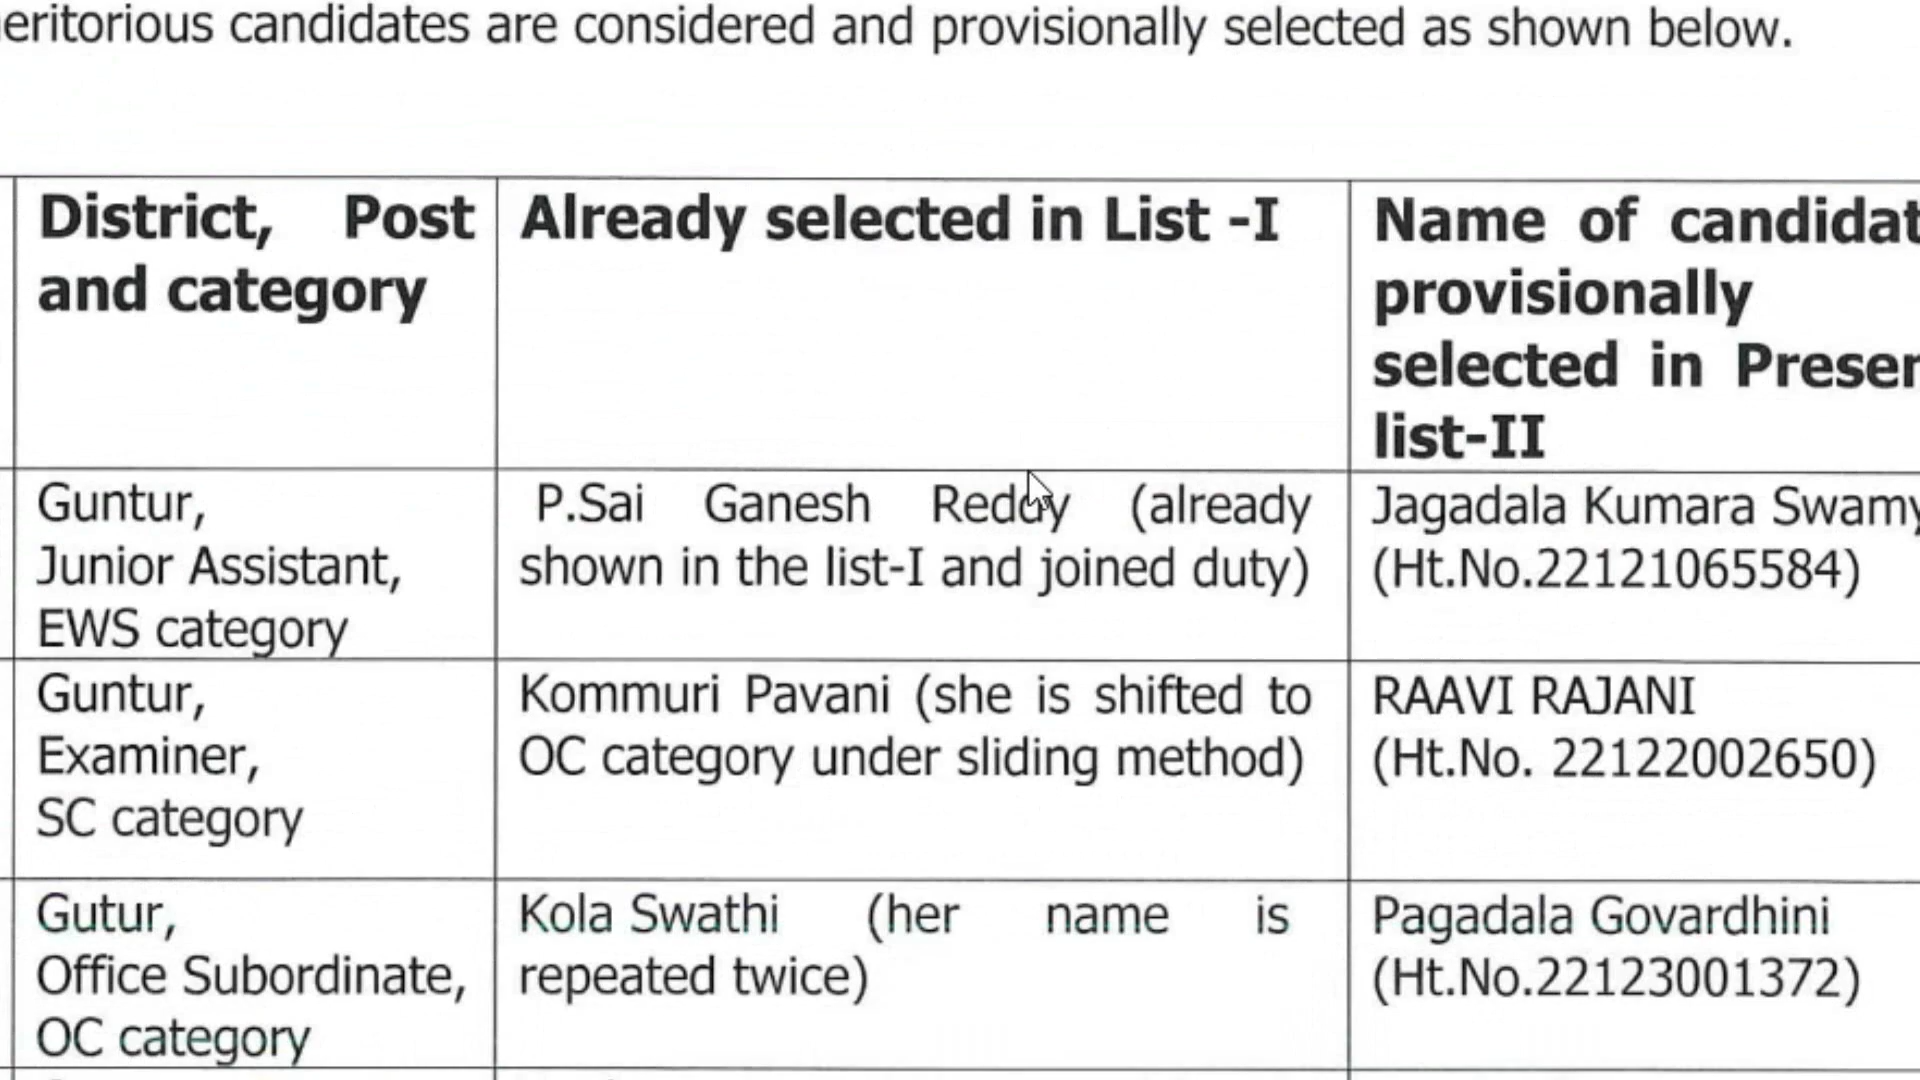 eritorious candidates are considered and provisionally selected as shown below.
District, Post
and category
Already selected in List -I
Name of candidat
provisionally
selected in Presen
list-II
Guntur,
Junior Assistant,
EWS category
P.Sai Ganesh Reddy (already
shown in the list-I and joined duty)
Jagadala Kumara Swamy
(Ht.No.22121065584)
Guntur,
Examiner,
SC category
Kommuri Pavani (she is shifted to
OC category under sliding method)
RAAVI RAJANI
(Ht.No. 22122002650)
Gutur,
Office Subordinate,
OC category
Kola Swathi (her name is
repeated twice)
Pagadala Govardhini
(Ht.No.22123001372)